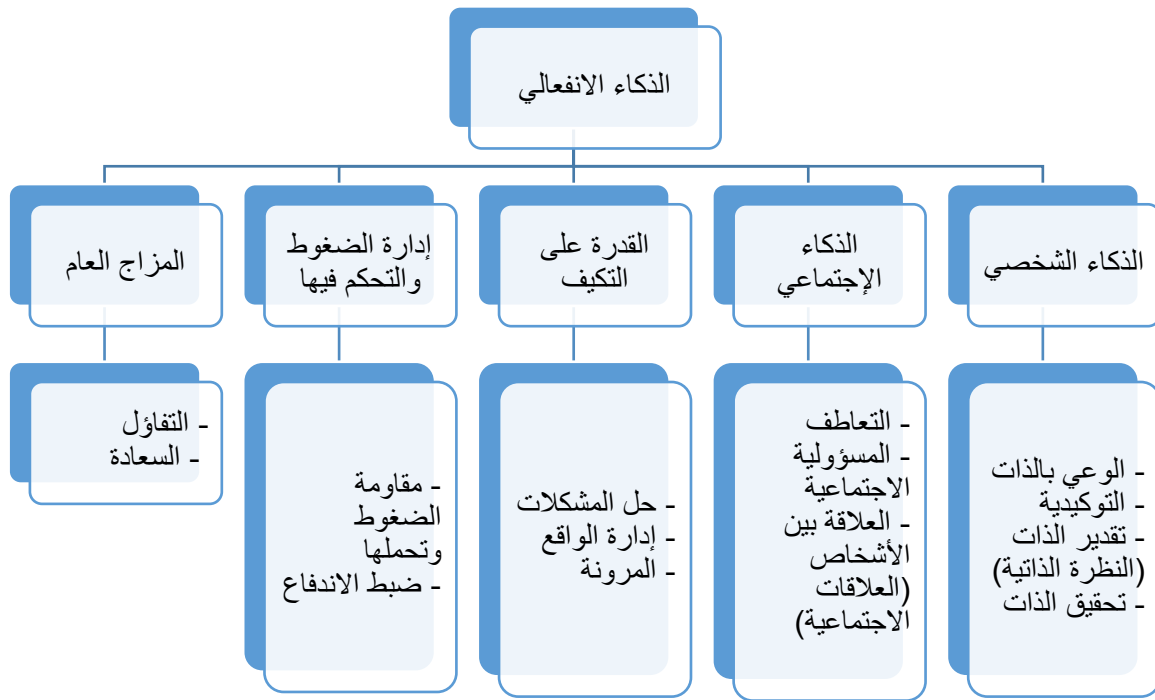 الذكاء الانفعالي
الذكاء الشخصي
الذكاء
الإجتماعي
القدرة على
التكيف
إدارة الضغوط
والتحكم فيها
المزاج العام
- الوعي بالذات
- التوكيدية
- تقدير الذات
(النظرة الذاتية)
- تحقيق الذات
- التعاطف
- المسؤولية
الاجتماعية
- العلاقة بين
الأشخاص
(العلاقات
الاجتماعية)
- حل المشكلات
- إدارة الواقع
- المرونة
- مقاومة
الضغوط
وتحملها
- ضبط الاندفاع
- التفاؤل
- السعادة